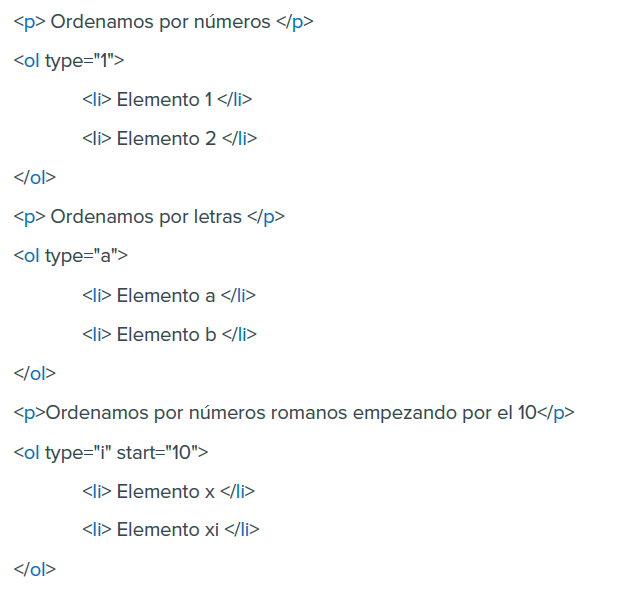 <p> Ordenamos por números </p>
<ol type="1">
<li> Elemento 1 </li>
<li> Elemento 2 </li>
</ol>
<p> Ordenamos por letras </p>
<ol type="a">
<li> Elemento a </li>
<li> Elemento b </li>
</ol>
<p>Ordenamos por números romanos empezando por el 10</p>
<ol type="i" start="10">
<li> Elemento x </li>
<li> Elemento xi </li>
</ol>